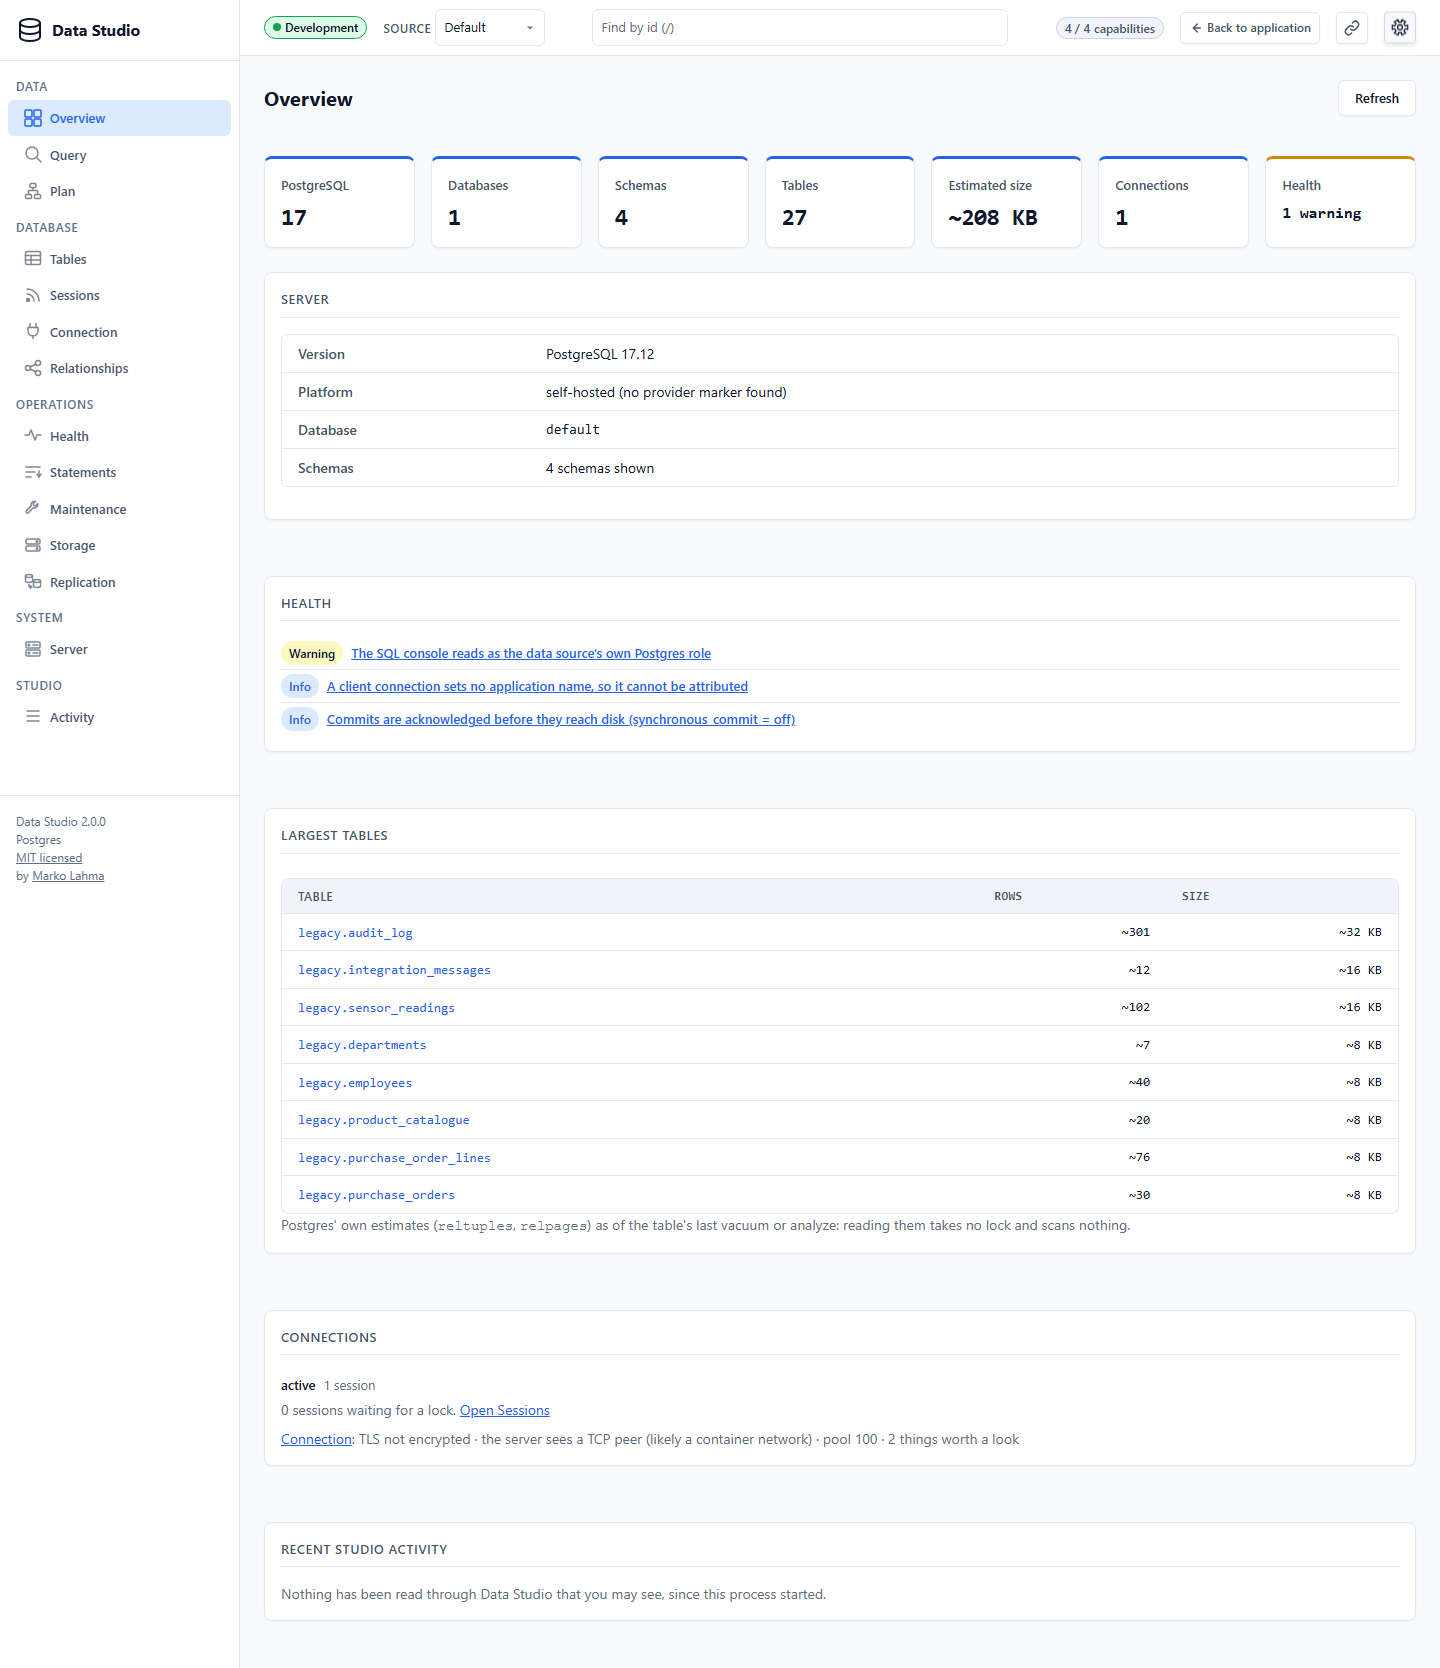 Data Studio
Development
SOURCE
Default
Find by id (/)
4 / 4 capabilities
← Back to application
DATA
Overview
Query
Plan
DATABASE
Tables
Sessions
Connection
Relationships
OPERATIONS
Health
Statements
Maintenance
Storage
Replication
SYSTEM
Server
STUDIO
Activity
Data Studio 2.0.0
Postgres
MIT licensed
by Marko Lahma
Overview
Refresh
PostgreSQL
17
Databases
1
Schemas
4
Tables
27
Estimated size
~208 KB
Connections
1
Health
1 warning
SERVER
Version PostgreSQL 17.12
Platform self-hosted (no provider marker found)
Database default
Schemas 4 schemas shown
HEALTH
Warning The SQL console reads as the data source's own Postgres role
Info A client connection sets no application name, so it cannot be attributed
Info Commits are acknowledged before they reach disk (synchronous_commit = off)
LARGEST TABLES
TABLE ROWS SIZE
legacy.audit_log ~301 ~32 KB
legacy.integration_messages ~12 ~16 KB
legacy.sensor_readings ~102 ~16 KB
legacy.departments ~7 ~8 KB
legacy.employees ~40 ~8 KB
legacy.product_catalogue ~20 ~8 KB
legacy.purchase_order_lines ~76 ~8 KB
legacy.purchase_orders ~30 ~8 KB
Postgres' own estimates (reltuples, relpages) as of the table's last vacuum or analyze: reading them takes no lock and scans nothing.
CONNECTIONS
active 1 session
0 sessions waiting for a lock. Open Sessions
Connection: TLS not encrypted · the server sees a TCP peer (likely a container network) · pool 100 · 2 things worth a look
RECENT STUDIO ACTIVITY
Nothing has been read through Data Studio that you may see, since this process started.